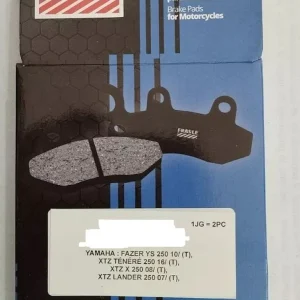 Brake Pads
for Motorcycles
FRASLE
1JG = 2PC
YAMAHA : FAZER YS 250 10/ (T),
XTZ TENERE 250 16/ (T),
XTZ X 250 08/ (T),
XTZ LANDER 250 07/ (T),